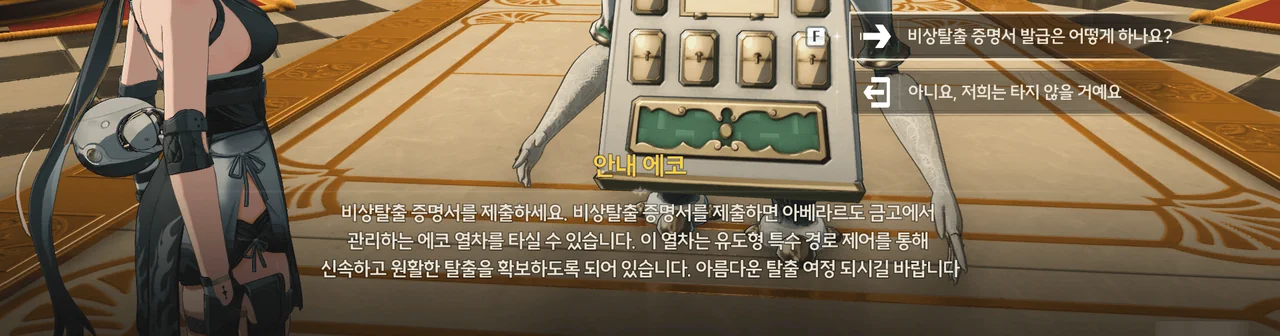 F
비상탈출 증명서 발급은 어떻게 하나요?
아니요, 저희는 타지 않을 거예요
안내 에코
비상탈출 증명서를 제출하세요. 비상탈출 증명서를 제출하면 아베라르도 금고에서
관리하는 에코 열차를 타실 수 있습니다. 이 열차는 유도형 특수 경로 제어를 통해
신속하고 원활한 탈출을 확보하도록 되어 있습니다. 아름다운 탈출 여정 되시길 바랍니다